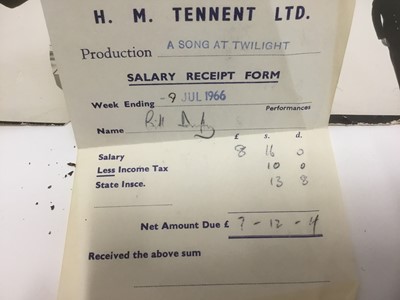 H. M. TENNENT LTD.
Production A SONG AT TWILIGHT
SALARY RECEIPT FORM
Week Ending -9 JUL 1966 Performances
Name
£ s. d.
Salary 8 16 0
Less Income Tax 10 0
State Insce. 13 8
Net Amount Due £ 7 - 12 - 4
Received the above sum